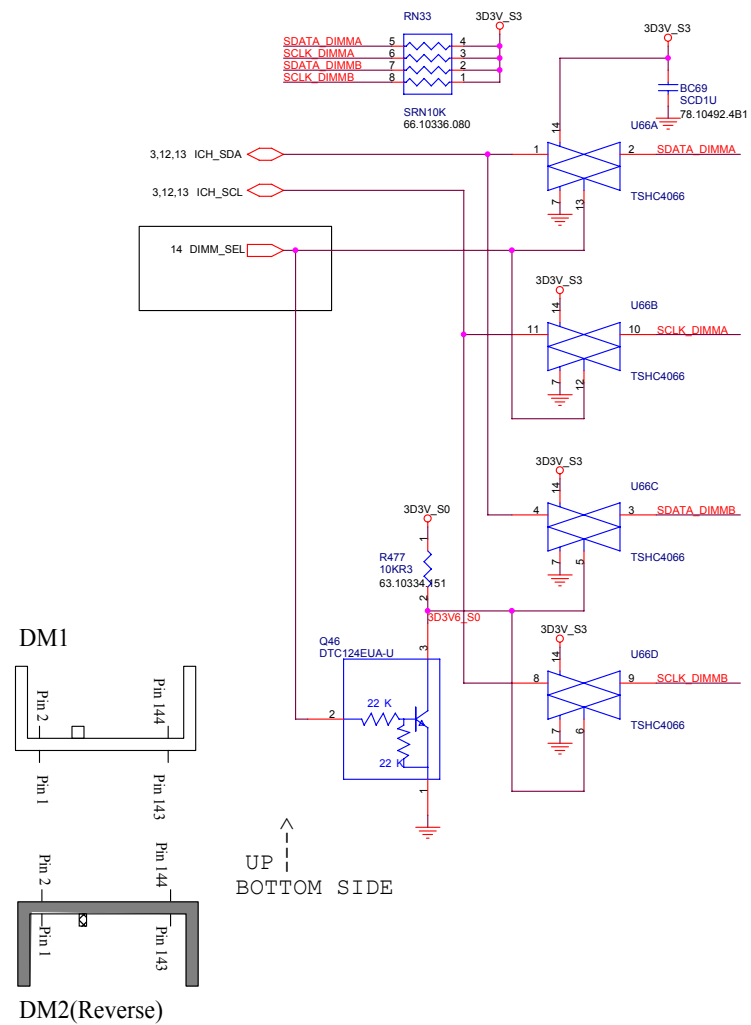 RN33
3D3V_S3
SDATA_DIMMA 5 4
SCLK_DIMMA 6 3
SDATA_DIMMB 7 2
SCLK_DIMMB 8 1
SRN10K
66.10336.080
3D3V_S3
BC69
SCD1U
78.10492.4B1
U66A
14
3,12,13 ICH_SDA
1 2 SDATA_DIMMA
7 13
TSHC4066
3,12,13 ICH_SCL
14 DIMM_SEL
3D3V_S3
U66B
14
11 10 SCLK_DIMMA
7 12
TSHC4066
3D3V_S3
U66C
14
4 3 SDATA_DIMMB
7 5
TSHC4066
3D3V_S0
1
R477
10KR3
63.10334.151
2
3D3V6_S0
3D3V_S3
U66D
14
8 9 SCLK_DIMMB
7 6
TSHC4066
Q46
DTC124EUA-U
3
2
22 K
22 K
1
DM1
Pin 2 Pin 144
Pin 1 Pin 143
UP
BOTTOM SIDE
Pin 2 Pin 144
Pin 1 Pin 143
DM2(Reverse)